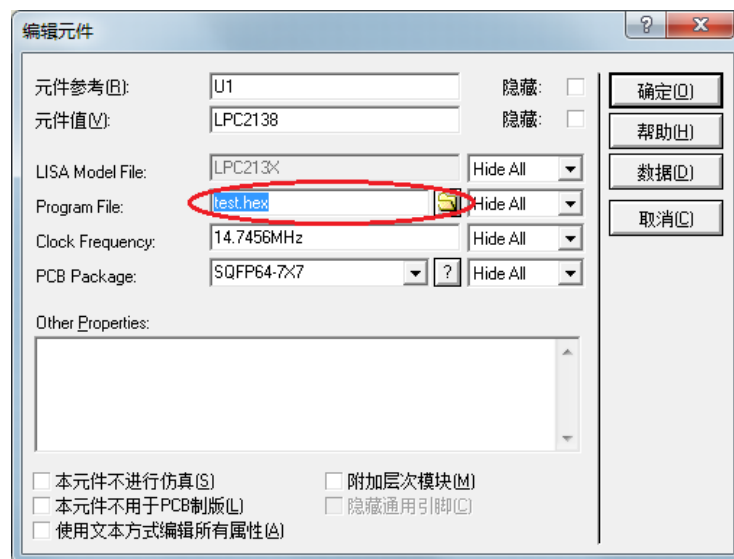 编辑元件
元件参考(R): U1 隐藏: 确定(O)
元件值(V): LPC2138 隐藏: 帮助(H)
LISA Model File: LPC213X Hide All 数据(D)
Program File: test.hex Hide All 取消(C)
Clock Frequency: 14.7456MHz Hide All
PCB Package: SQFP64-7X7 ? Hide All
Other Properties:
本元件不进行仿真(S) 附加层次模块(M)
本元件不用于PCB制版(L) 隐藏通用引脚(C)
使用文本方式编辑所有属性(A)